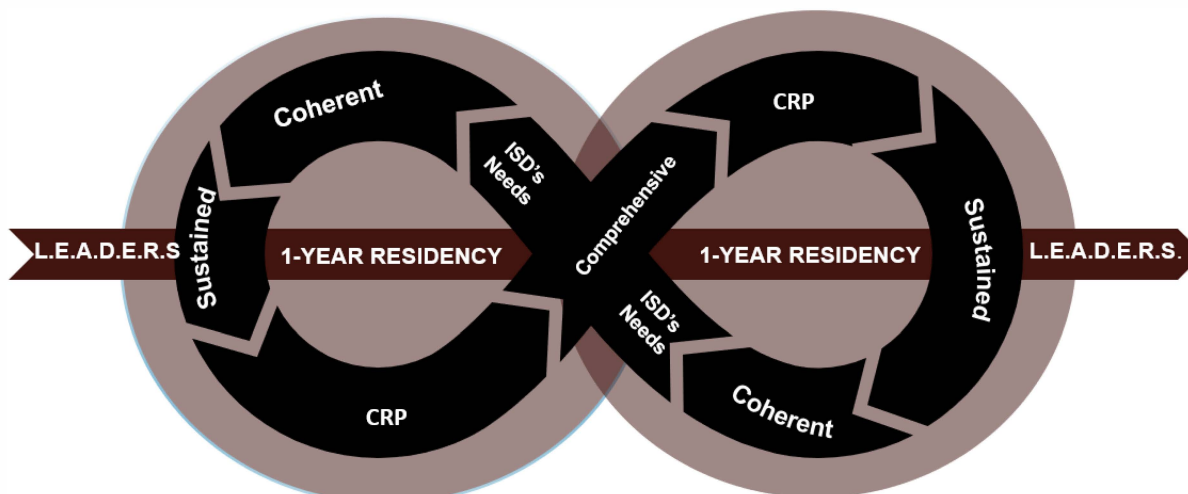 Coherent
CRP
ISD's
Needs
Comprehensive
Sustained
Sustained
L.E.A.D.E.R.S
1-YEAR RESIDENCY
1-YEAR RESIDENCY
L.E.A.D.E.R.S.
ISD's
Needs
CRP
Coherent